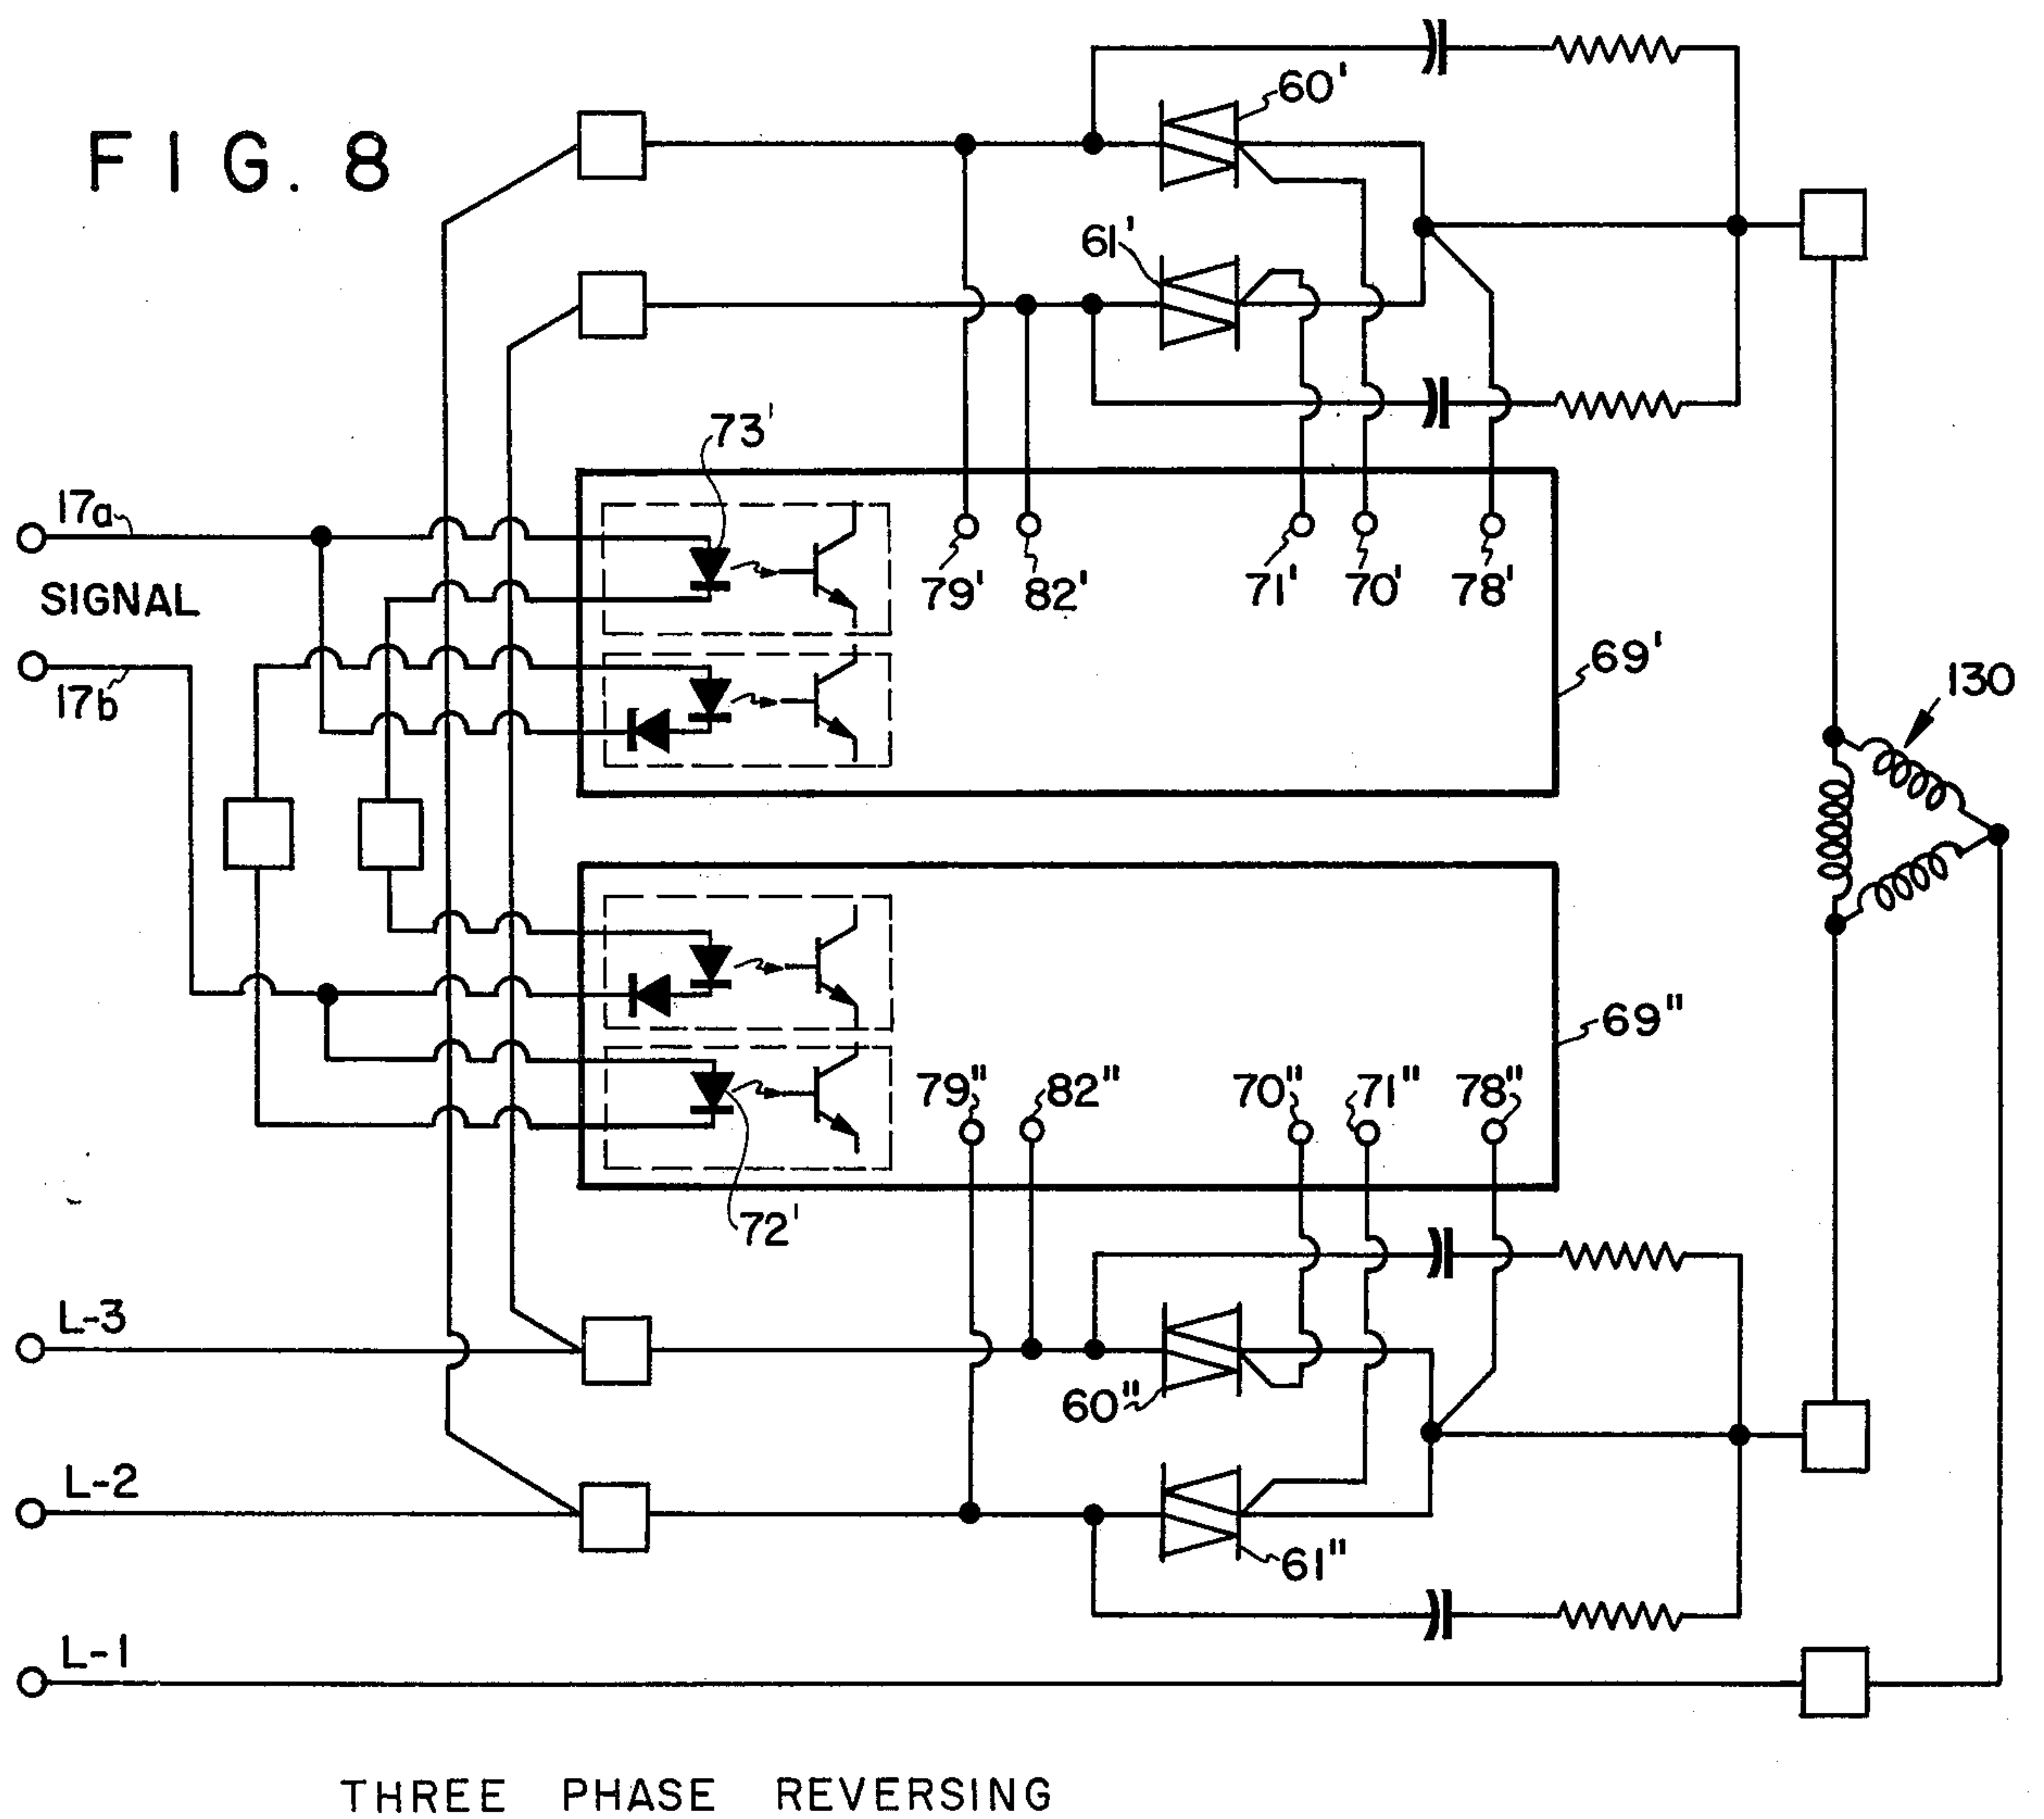 FIG. 8
60'
61'
73'
17a
SIGNAL
17b
79'
82'
71'
70'
78'
69'
130
69"
79"
82"
70"
71"
78"
72'
L-3
60"
L-2
61"
L-1
THREE PHASE REVERSING